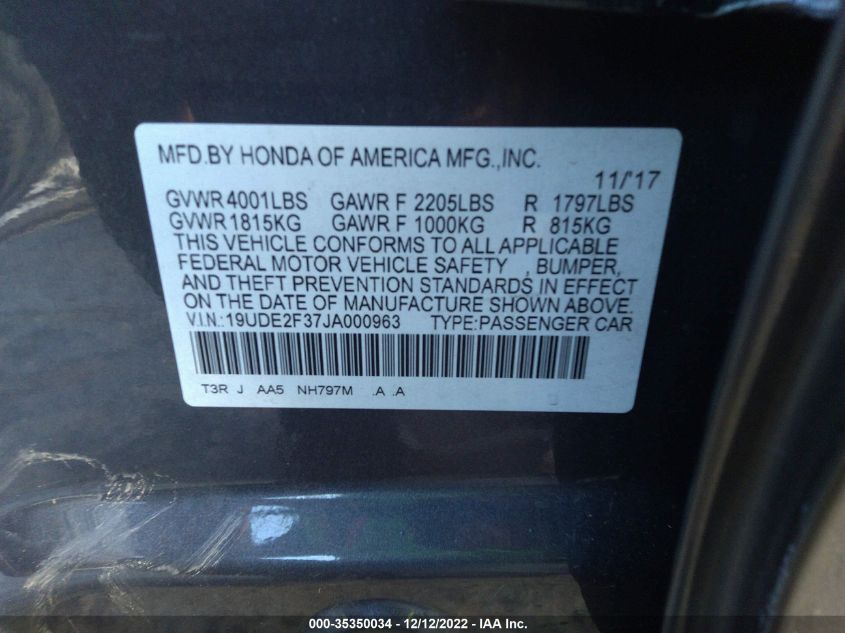 MFD.BY HONDA OF AMERICA MFG.,INC.
11/'17
GVWR 4001LBS GAWR F 2205LBS R 1797LBS
GVWR 1815KG GAWR F 1000KG R 815KG
THIS VEHICLE CONFORMS TO ALL APPLICABLE
FEDERAL MOTOR VEHICLE SAFETY , BUMPER,
AND THEFT PREVENTION STANDARDS IN EFFECT
ON THE DATE OF MANUFACTURE SHOWN ABOVE.
V.I.N.:19UDE2F37JA000963 TYPE:PASSENGER CAR
T3R J AA5 NH797M .A .A
000-35350034 - 12/12/2022 - IAA Inc.